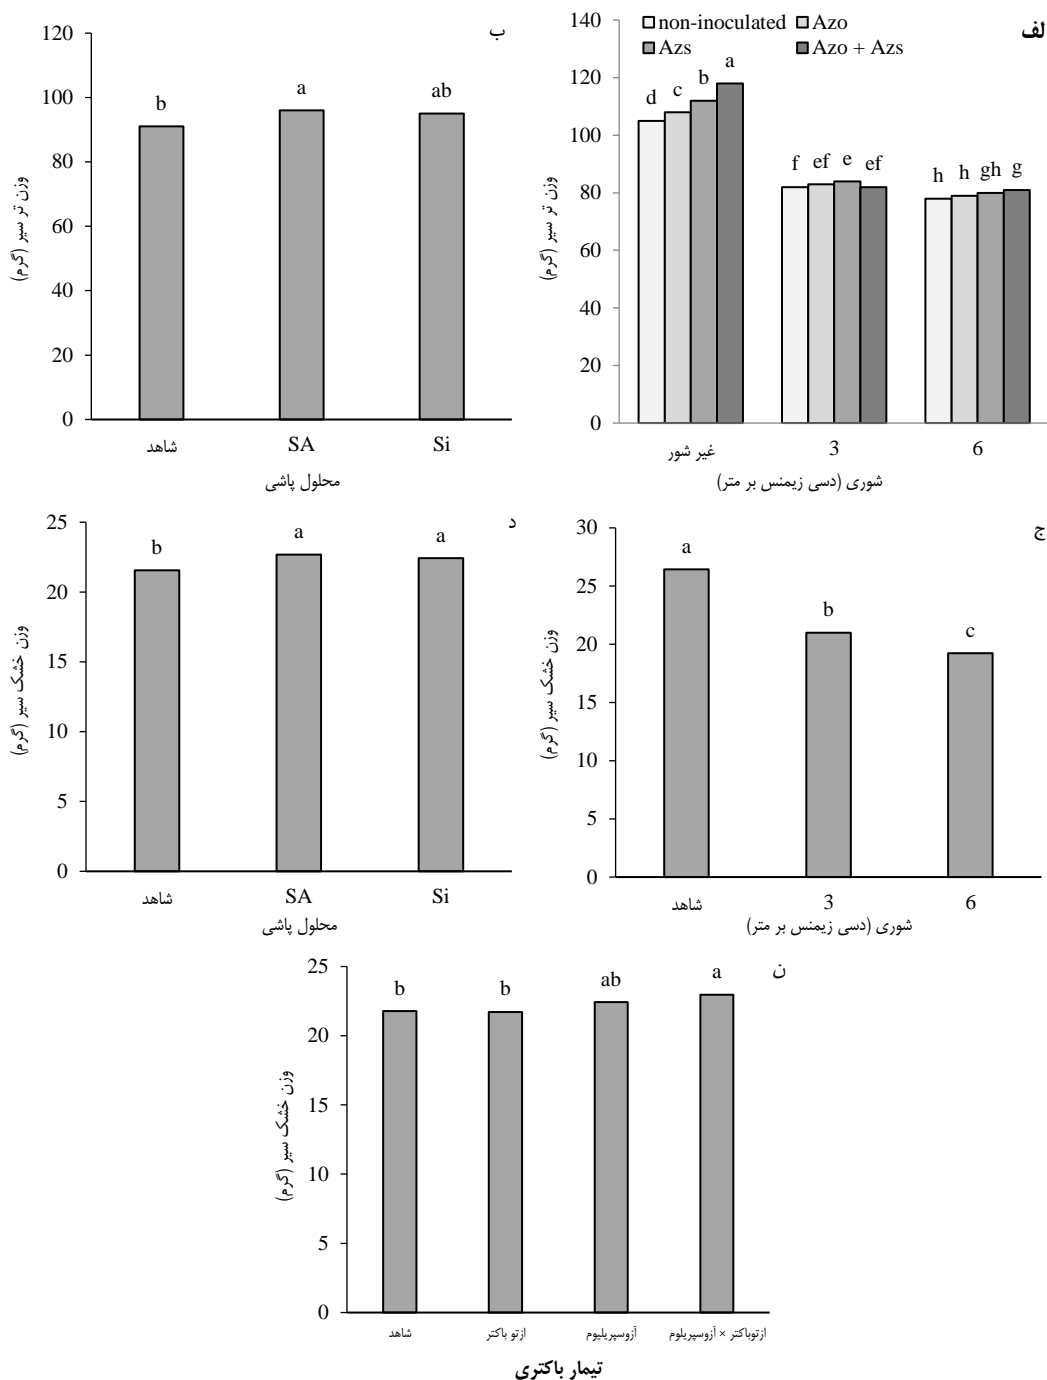 ب
120
100
80
60
40
20
0
وزن تر سیر (گرم)
b
a
ab
شاهد
SA
Si
محلول پاشی
لف
non-inoculated
Azo
Azs
Azo + Azs
140
120
100
80
60
40
20
0
وزن تر سیر (گرم)
d
c
b
a
f
ef
e
ef
h
h
gh
g
غیر شور
3
6
شوری (دسی زیمنس بر متر)
د
25
20
15
10
5
0
وزن خشک سیر (گرم)
b
a
a
شاهد
SA
Si
محلول پاشی
ج
30
25
20
15
10
5
0
وزن خشک سیر (گرم)
a
b
c
شاهد
3
6
شوری (دسی زیمنس بر متر)
ن
25
20
15
10
5
0
وزن خشک سیر (گرم)
b
b
ab
a
شاهد
ازتو باکتر
آزوسپریلیوم
ازتوباکتر × آزوسپریلوم
تیمار باکتری